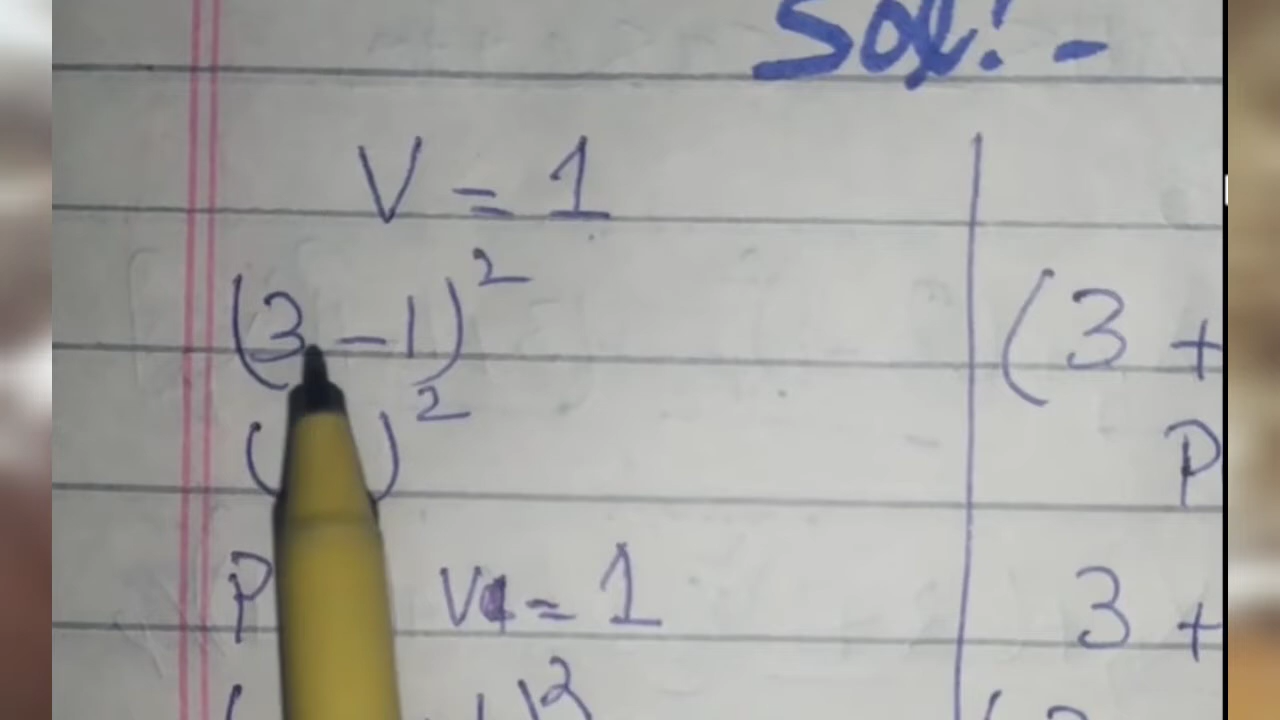 Sol! -
V = 1
(3 - 1)²
( )²
P V = 1
(3 +
P
3 +